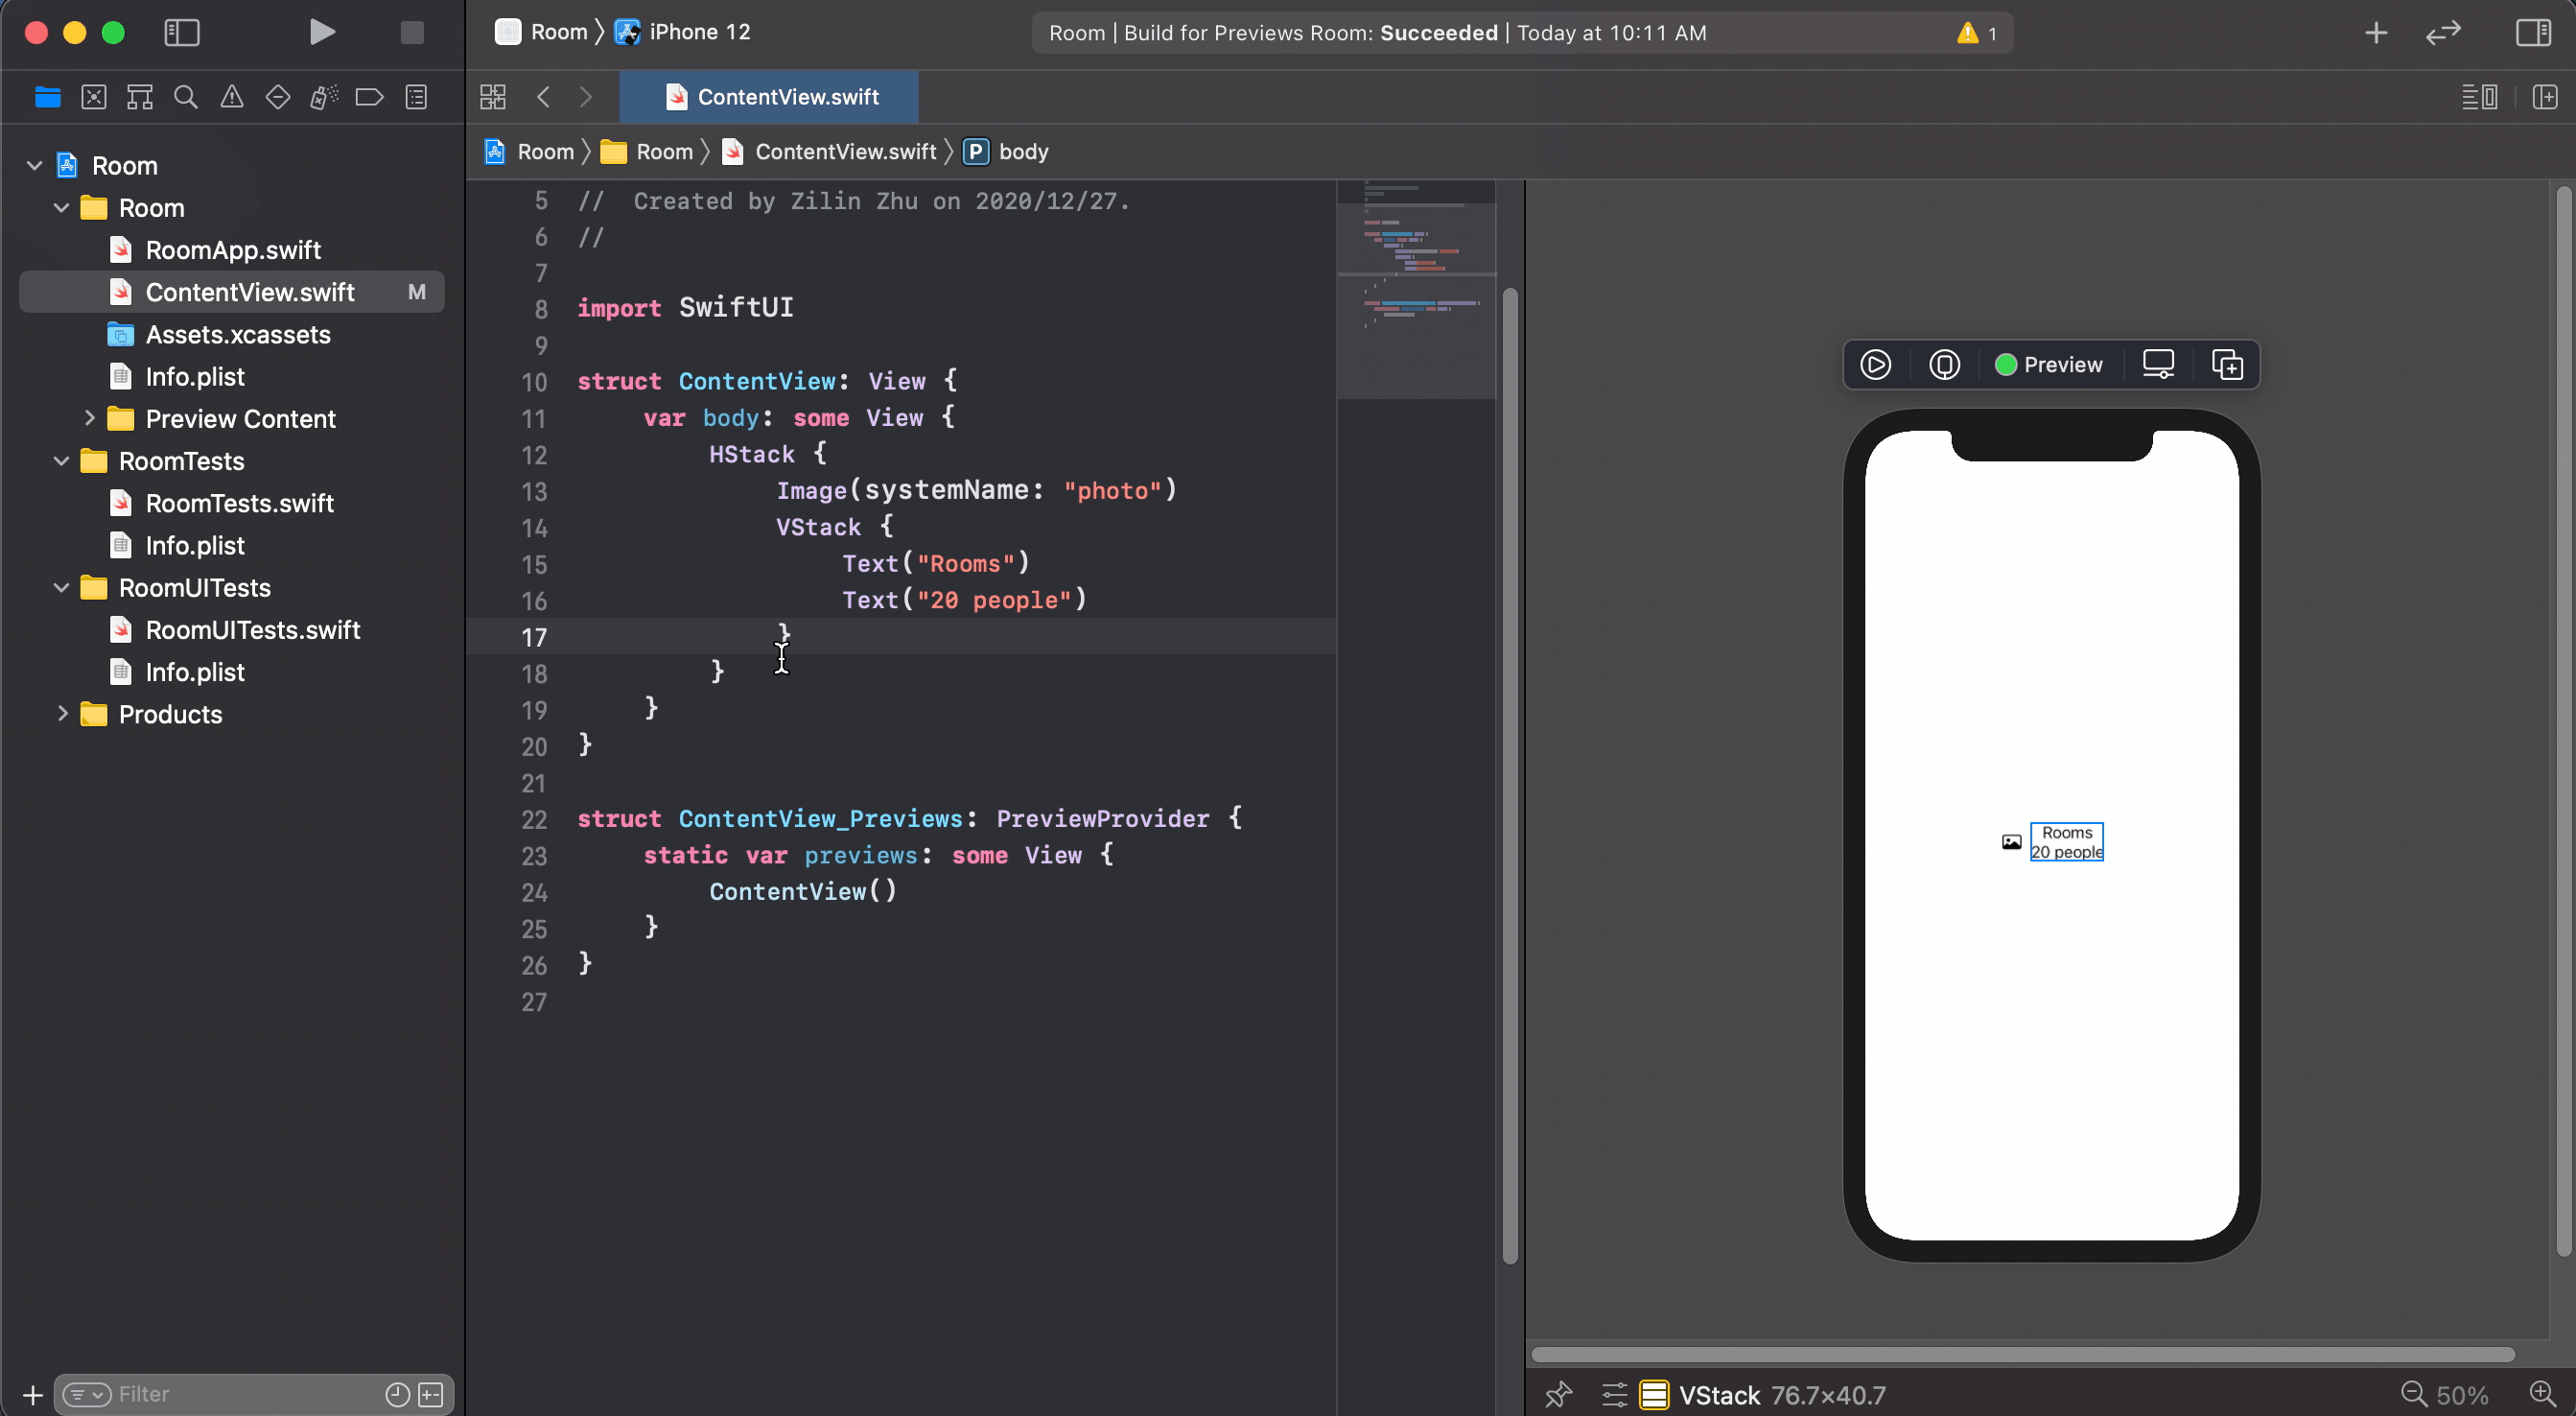 Room 〉 iPhone 12
Room | Build for Previews Room: Succeeded | Today at 10:11 AM
1
ContentView.swift
Room 〉 Room 〉 ContentView.swift 〉 P body
Room
Room
RoomApp.swift
ContentView.swift M
Assets.xcassets
Info.plist
Preview Content
RoomTests
RoomTests.swift
Info.plist
RoomUITests
RoomUITests.swift
Info.plist
Products
Filter
5 //  Created by Zilin Zhu on 2020/12/27.
6 //
7
8 import SwiftUI
9
10 struct ContentView: View {
11     var body: some View {
12         HStack {
13             Image(systemName: "photo")
14             VStack {
15                 Text("Rooms")
16                 Text("20 people")
17             }
18         }
19     }
20 }
21
22 struct ContentView_Previews: PreviewProvider {
23     static var previews: some View {
24         ContentView()
25     }
26 }
27
Preview
Rooms
20 people
VStack 76.7×40.7
50%